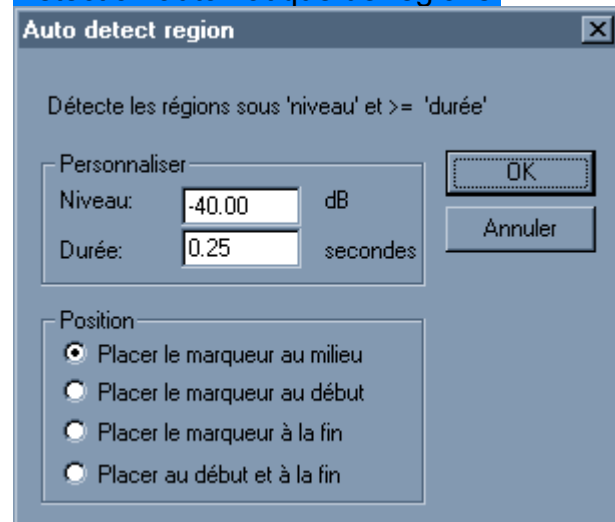 Auto detect region
Détecte les régions sous 'niveau' et >= 'durée'
Personnaliser
Niveau: -40.00 dB
Durée: 0.25 secondes
OK
Annuler
Position
Placer le marqueur au milieu
Placer le marqueur au début
Placer le marqueur à la fin
Placer au début et à la fin